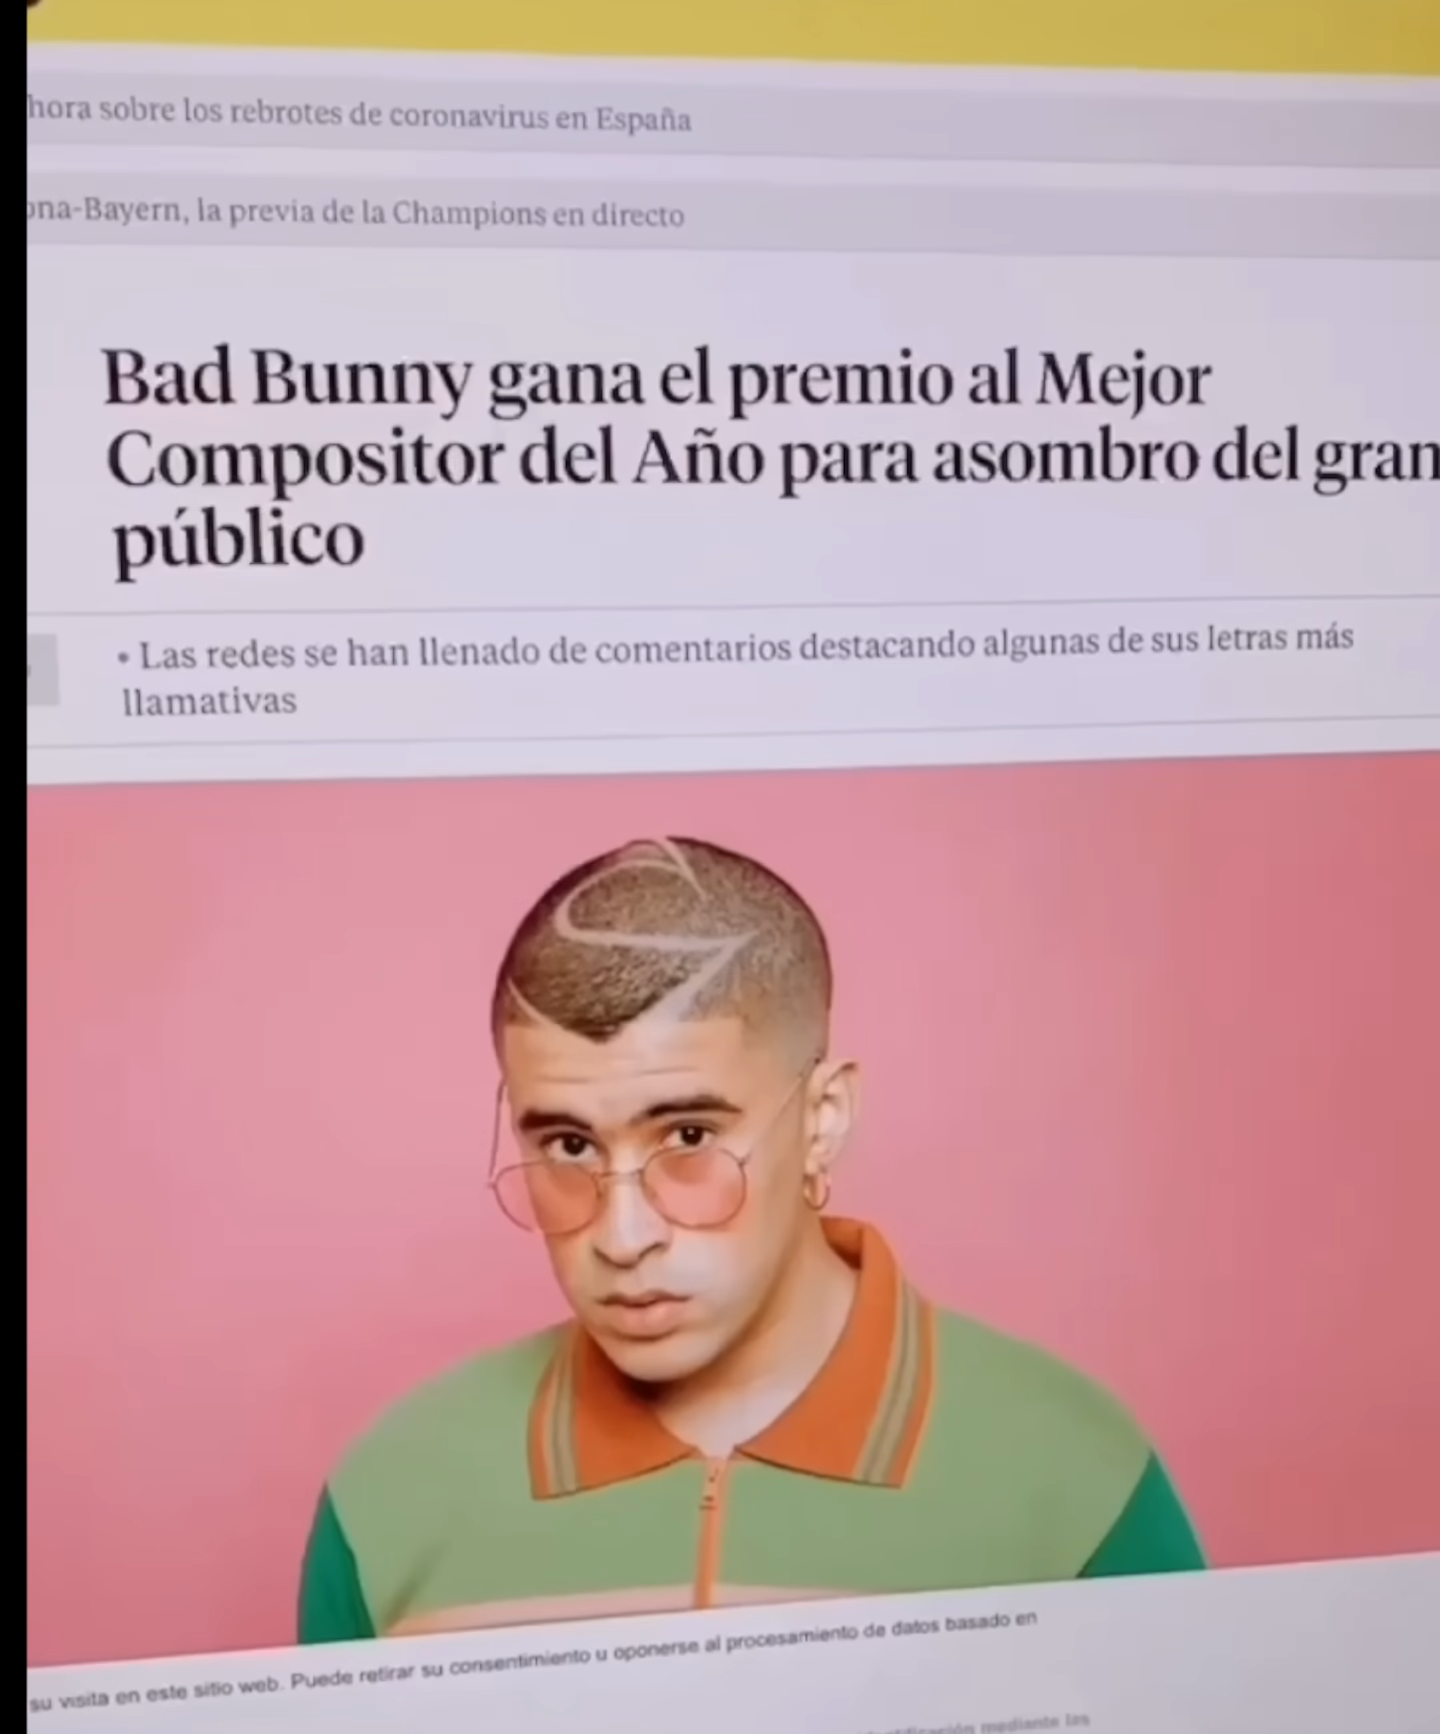 hora sobre los rebrotes de coronavirus en España
ona-Bayern, la previa de la Champions en directo
Bad Bunny gana el premio al Mejor
Compositor del Año para asombro del gran
público
• Las redes se han llenado de comentarios destacando algunas de sus letras más
llamativas
su visita en este sitio web. Puede retirar su consentimiento u oponerse al procesamiento de datos basado en
mediante las